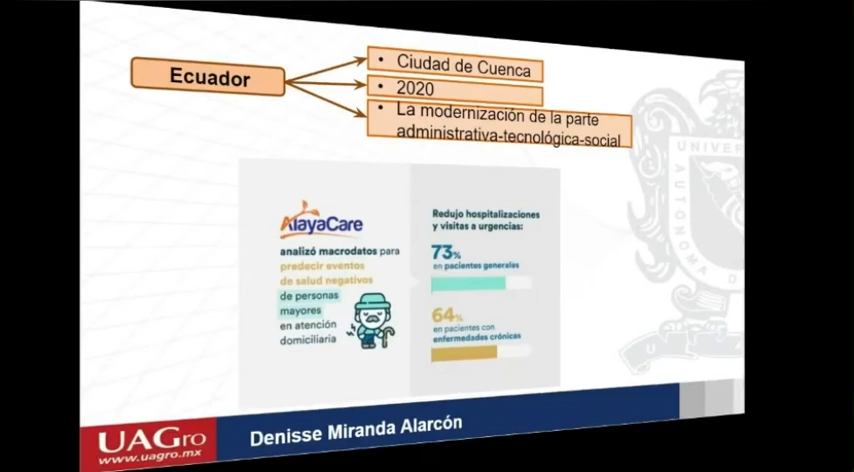 Ecuador
• Ciudad de Cuenca
• 2020
• La modernización de la parte
administrativa-tecnológica-social
AlayaCare
analizó macrodatos para
predecir eventos
de salud negativos
de personas
mayores
en atención
domiciliaria
Redujo hospitalizaciones
y visitas a urgencias:
73%
en pacientes generales
64%
en pacientes con
enfermedades crónicas
UNIVER
AUTÓNOMA D
UAGro
www.uagro.mx
Denisse Miranda Alarcón